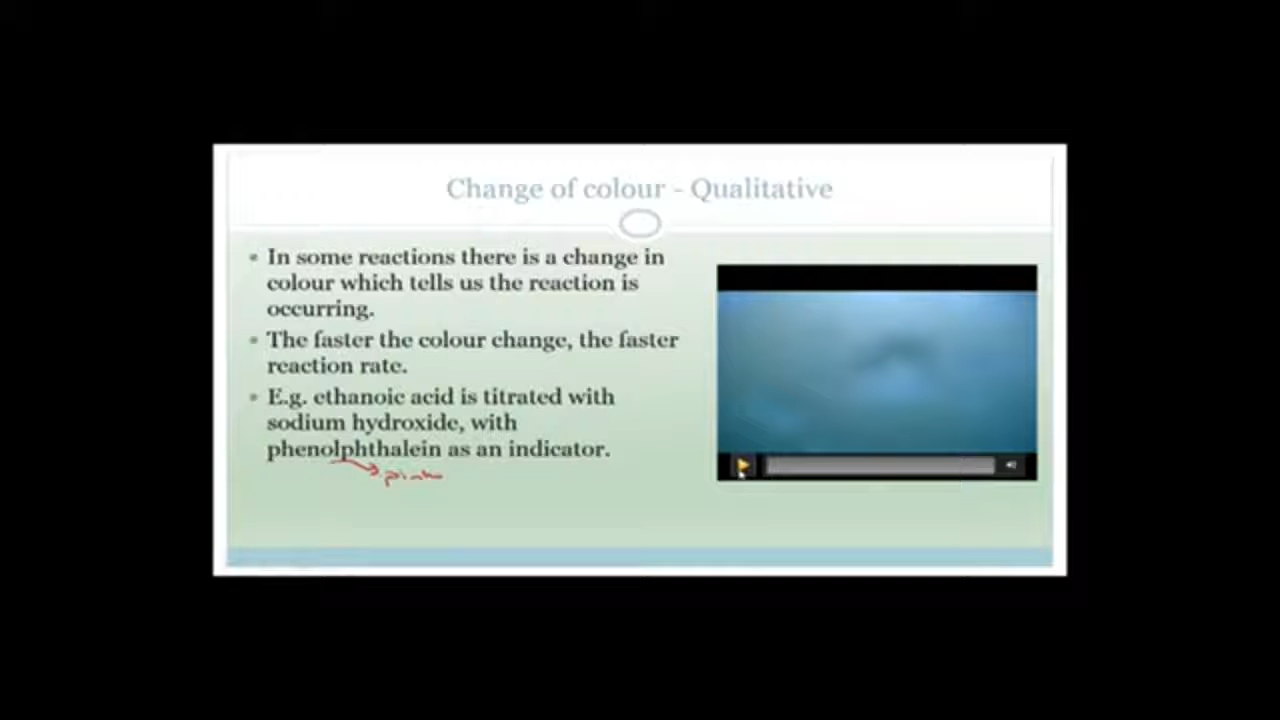 Change of colour - Qualitative
• In some reactions there is a change in
colour which tells us the reaction is
occurring.
• The faster the colour change, the faster
reaction rate.
• E.g. ethanoic acid is titrated with
sodium hydroxide, with
phenolphthalein as an indicator.
pink